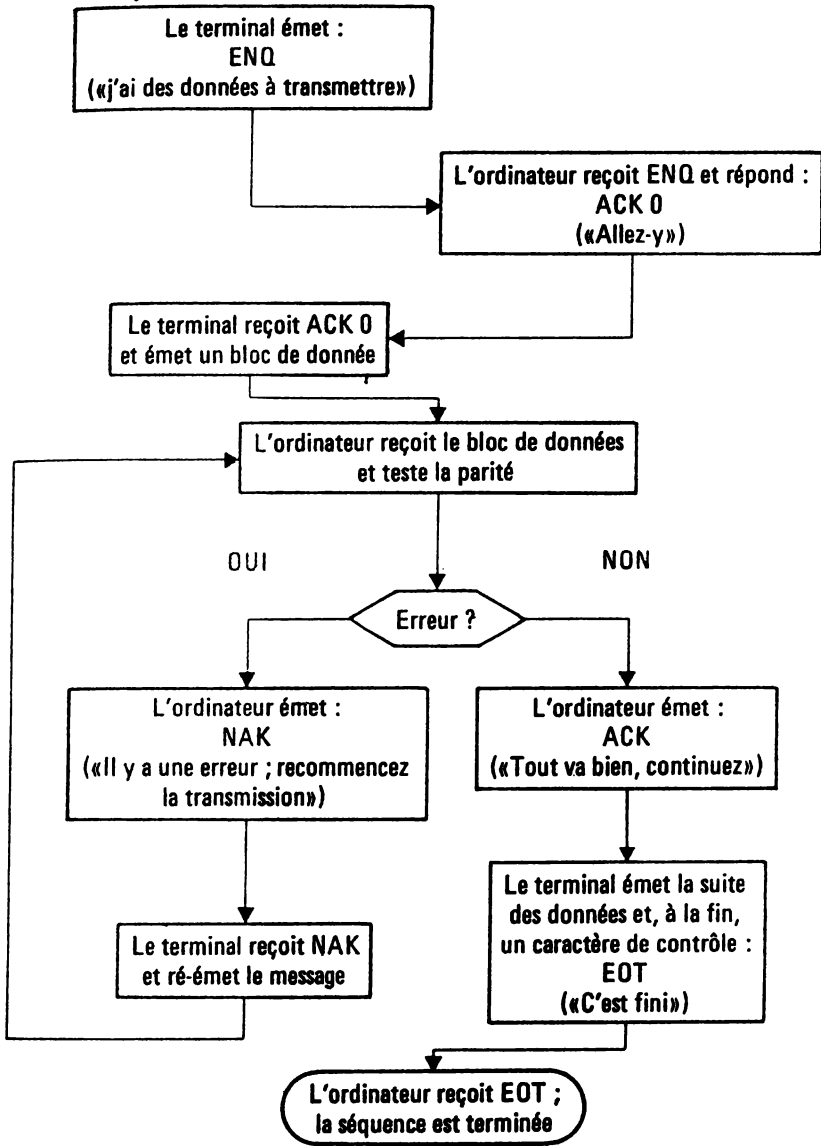 Le terminal émet :
ENQ
(«j'ai des données à transmettre»)
L'ordinateur reçoit ENQ et répond :
ACK 0
(«Allez-y»)
Le terminal reçoit ACK 0
et émet un bloc de donnée
L'ordinateur reçoit le bloc de données
et teste la parité
OUI
NON
Erreur ?
L'ordinateur émet :
NAK
(«Il y a une erreur ; recommencez
la transmission»)
L'ordinateur émet :
ACK
(«Tout va bien, continuez»)
Le terminal reçoit NAK
et ré-émet le message
Le terminal émet la suite
des données et, à la fin,
un caractère de contrôle :
EOT
(«C'est fini»)
L'ordinateur reçoit EOT ;
la séquence est terminée